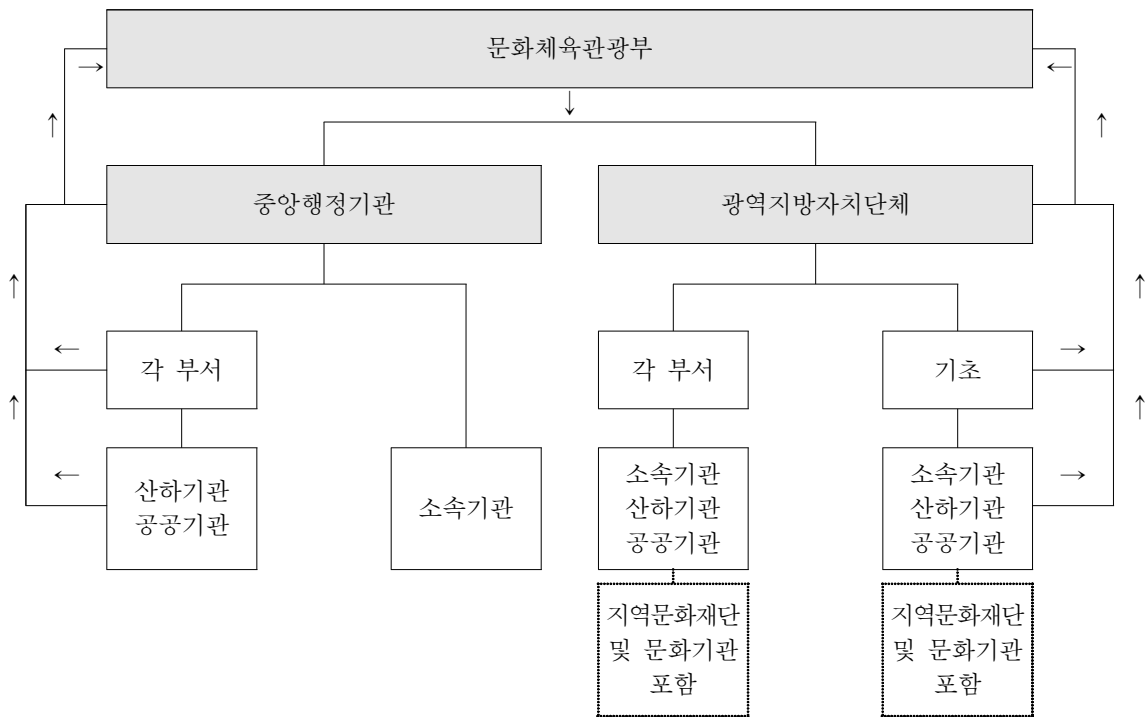 문화체육관광부
→
←
↓
↑
↑
중앙행정기관
광역지방자치단체
↑
↑
←
각 부서
각 부서
기초
→
↑
↑
←
산하기관
공공기관
소속기관
소속기관
산하기관
공공기관
소속기관
산하기관
공공기관
→
지역문화재단
및 문화기관
포함
지역문화재단
및 문화기관
포함